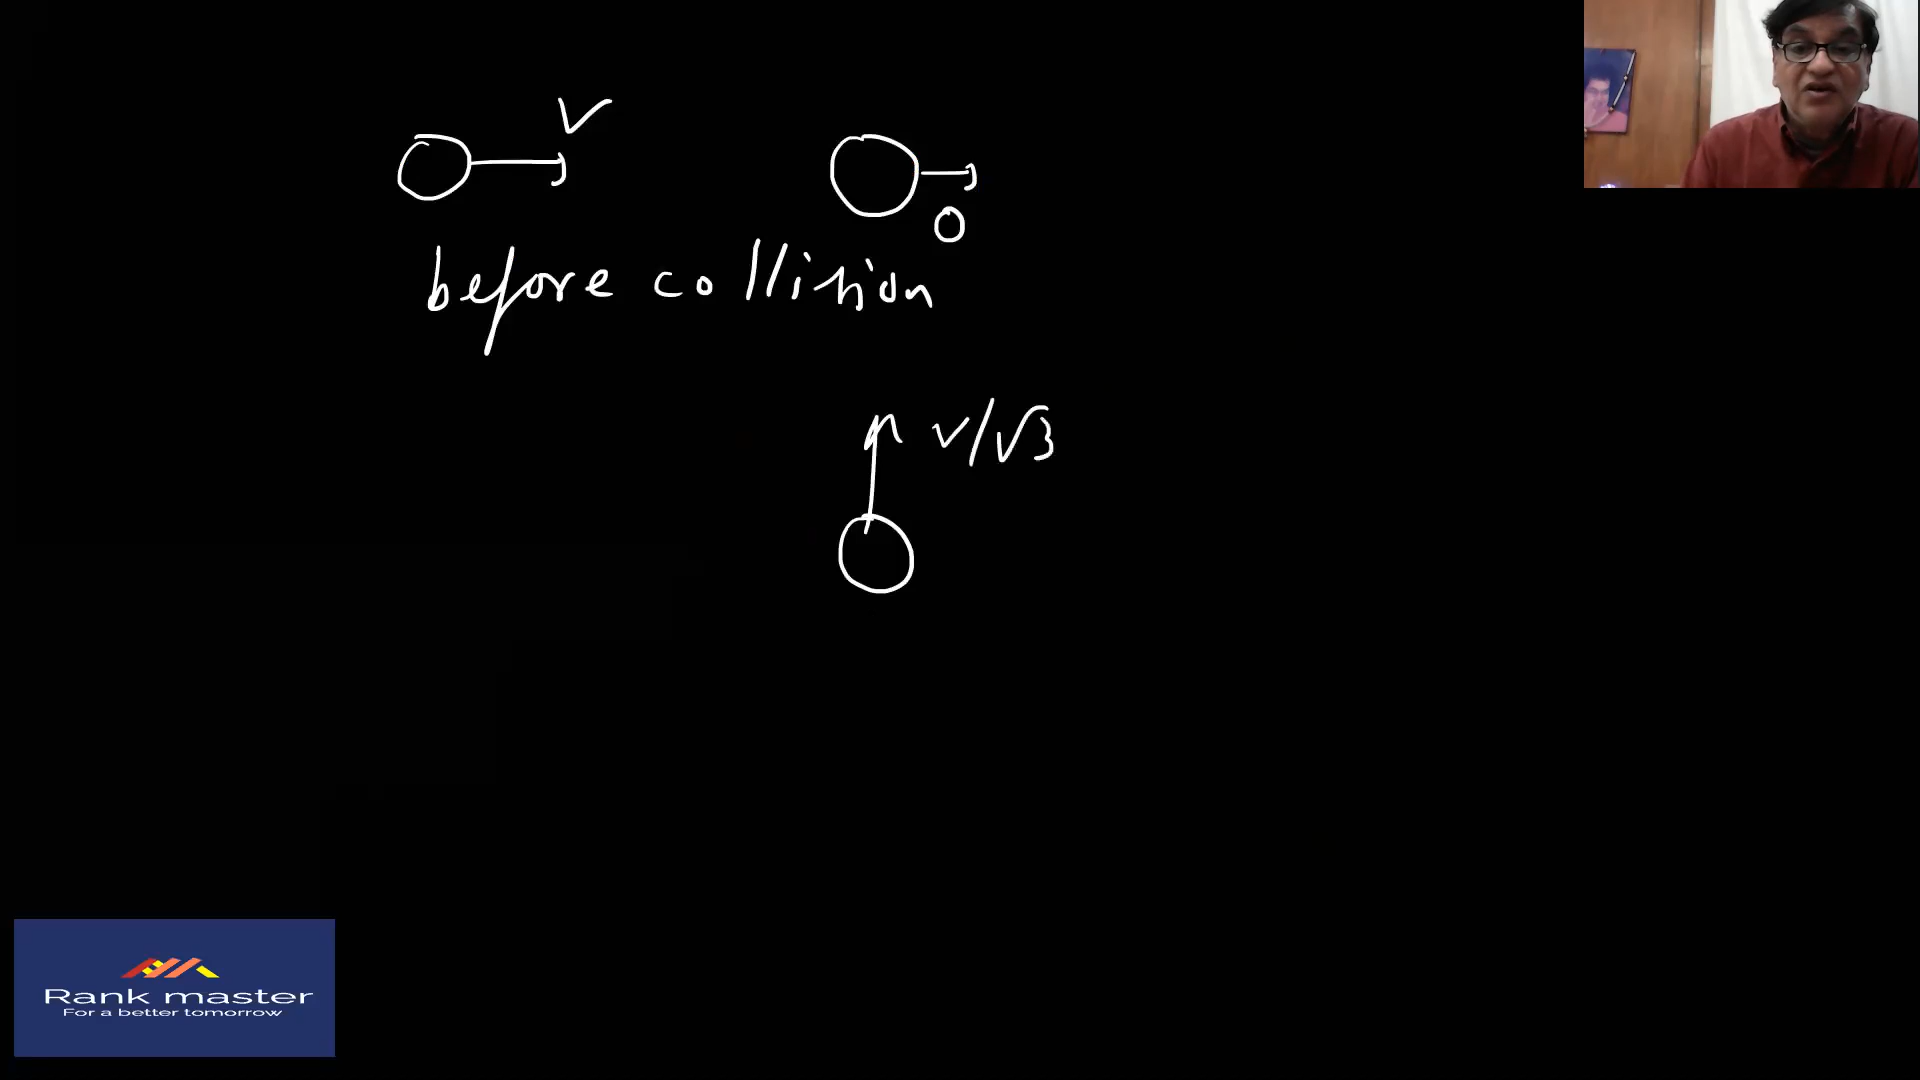 V
0
before collision
v/√3
Rank master
For a better tomorrow